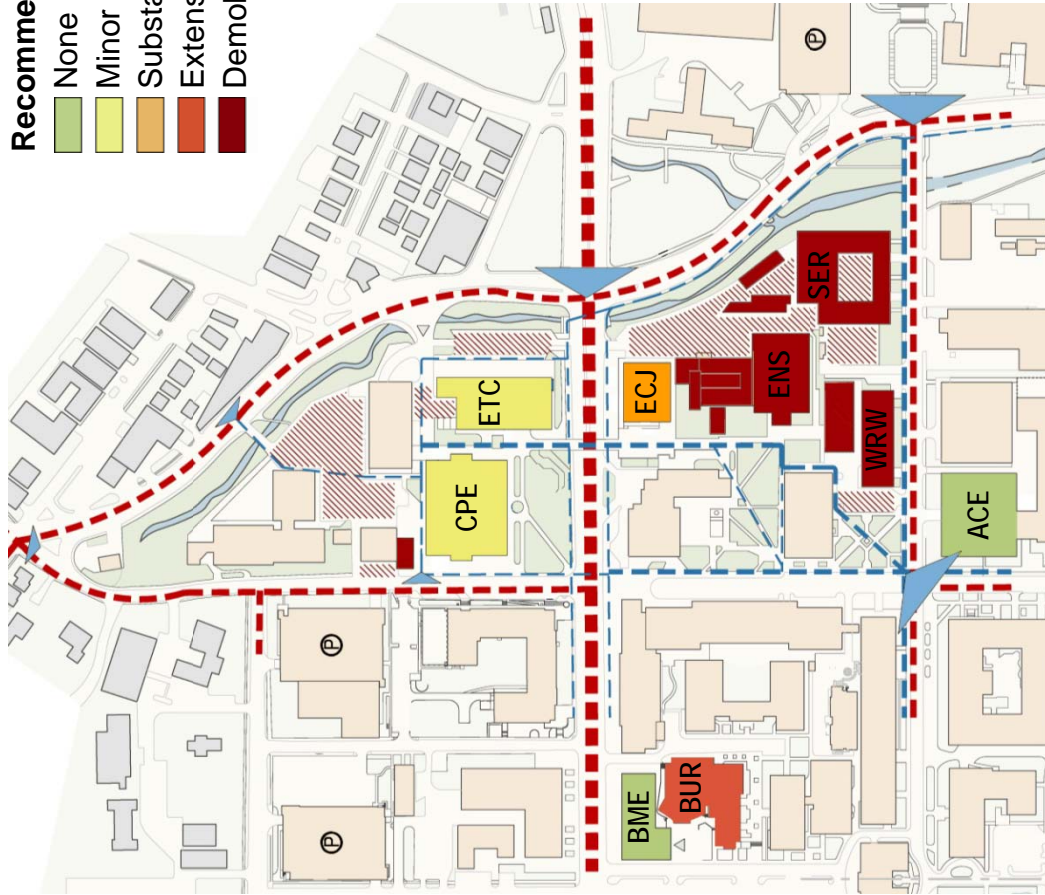 Recomme
None
Minor
Substa
Extens
Demol
P
SER
ETC
ECJ
ENS
CPE
WRW
ACE
P
BUR
BME
P